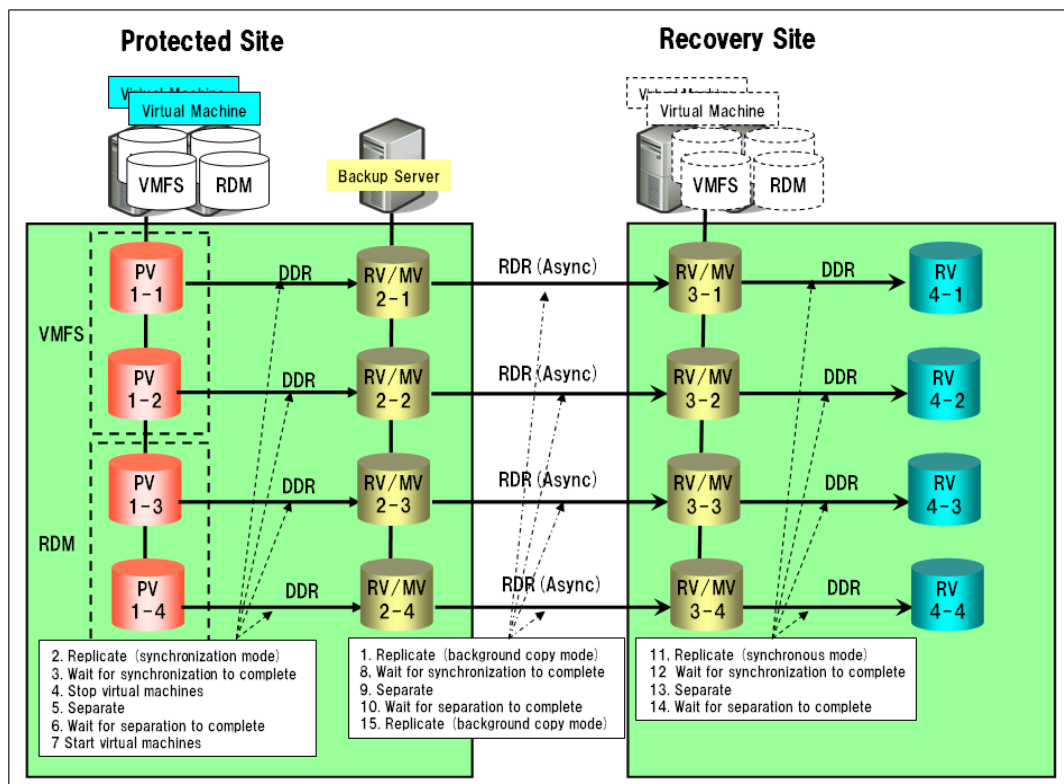 Protected Site
Recovery Site
Virtual Machine
Virtual Machine
VMFS
RDM
Backup Server
Virtual Machine
Virtual Machine
VMFS
RDM
VMFS
RDM
PV
1-1
DDR
RV/MV
2-1
RDR(Async)
RV/MV
3-1
DDR
RV
4-1
PV
1-2
DDR
RV/MV
2-2
RDR(Async)
RV/MV
3-2
DDR
RV
4-2
PV
1-3
DDR
RV/MV
2-3
RDR(Async)
RV/MV
3-3
DDR
RV
4-3
PV
1-4
DDR
RV/MV
2-4
RDR(Async)
RV/MV
3-4
DDR
RV
4-4
2. Replicate (synchronization mode)
3. Wait for synchronization to complete
4. Stop virtual machines
5. Separate
6. Wait for separation to complete
7 Start virtual machines
1. Replicate (background copy mode)
8. Wait for synchronization to complete
9. Separate
10. Wait for separation to complete
15. Replicate (background copy mode)
11. Replicate (synchronous mode)
12 Wait for synchronization to complete
13. Separate
14. Wait for separation to complete